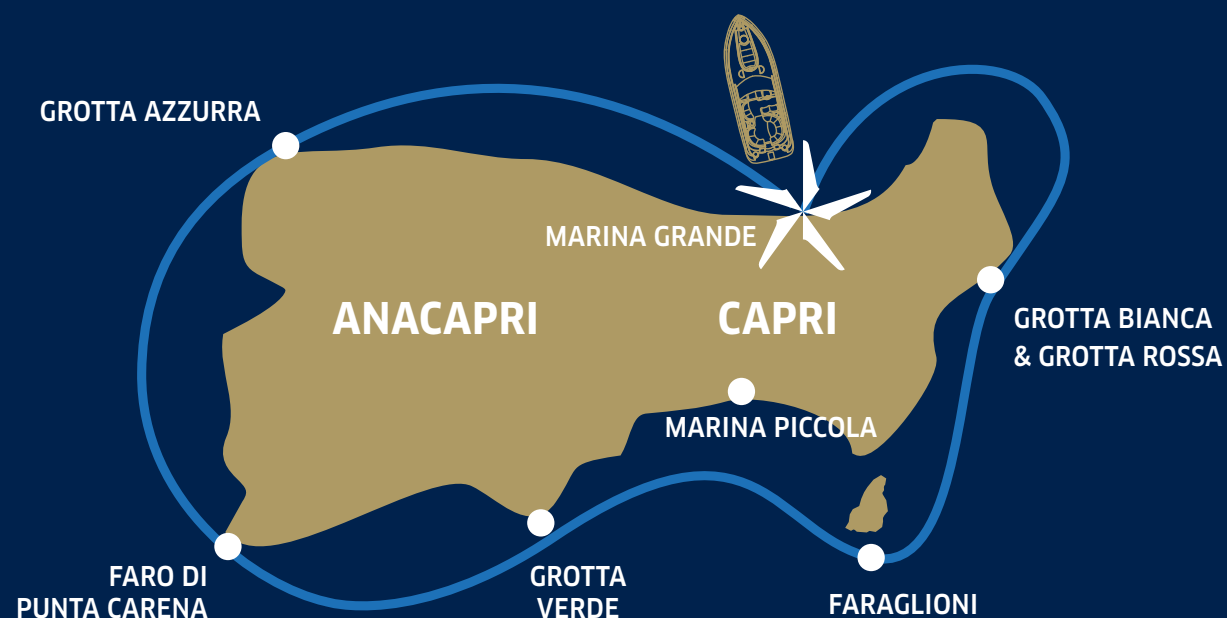 GROTTA AZZURRA
MARINA GRANDE
ANACAPRI
CAPRI
GROTTA BIANCA
& GROTTA ROSSA
MARINA PICCOLA
FARO DI
PUNTA CARENA
GROTTA
VERDE
FARAGLIONI